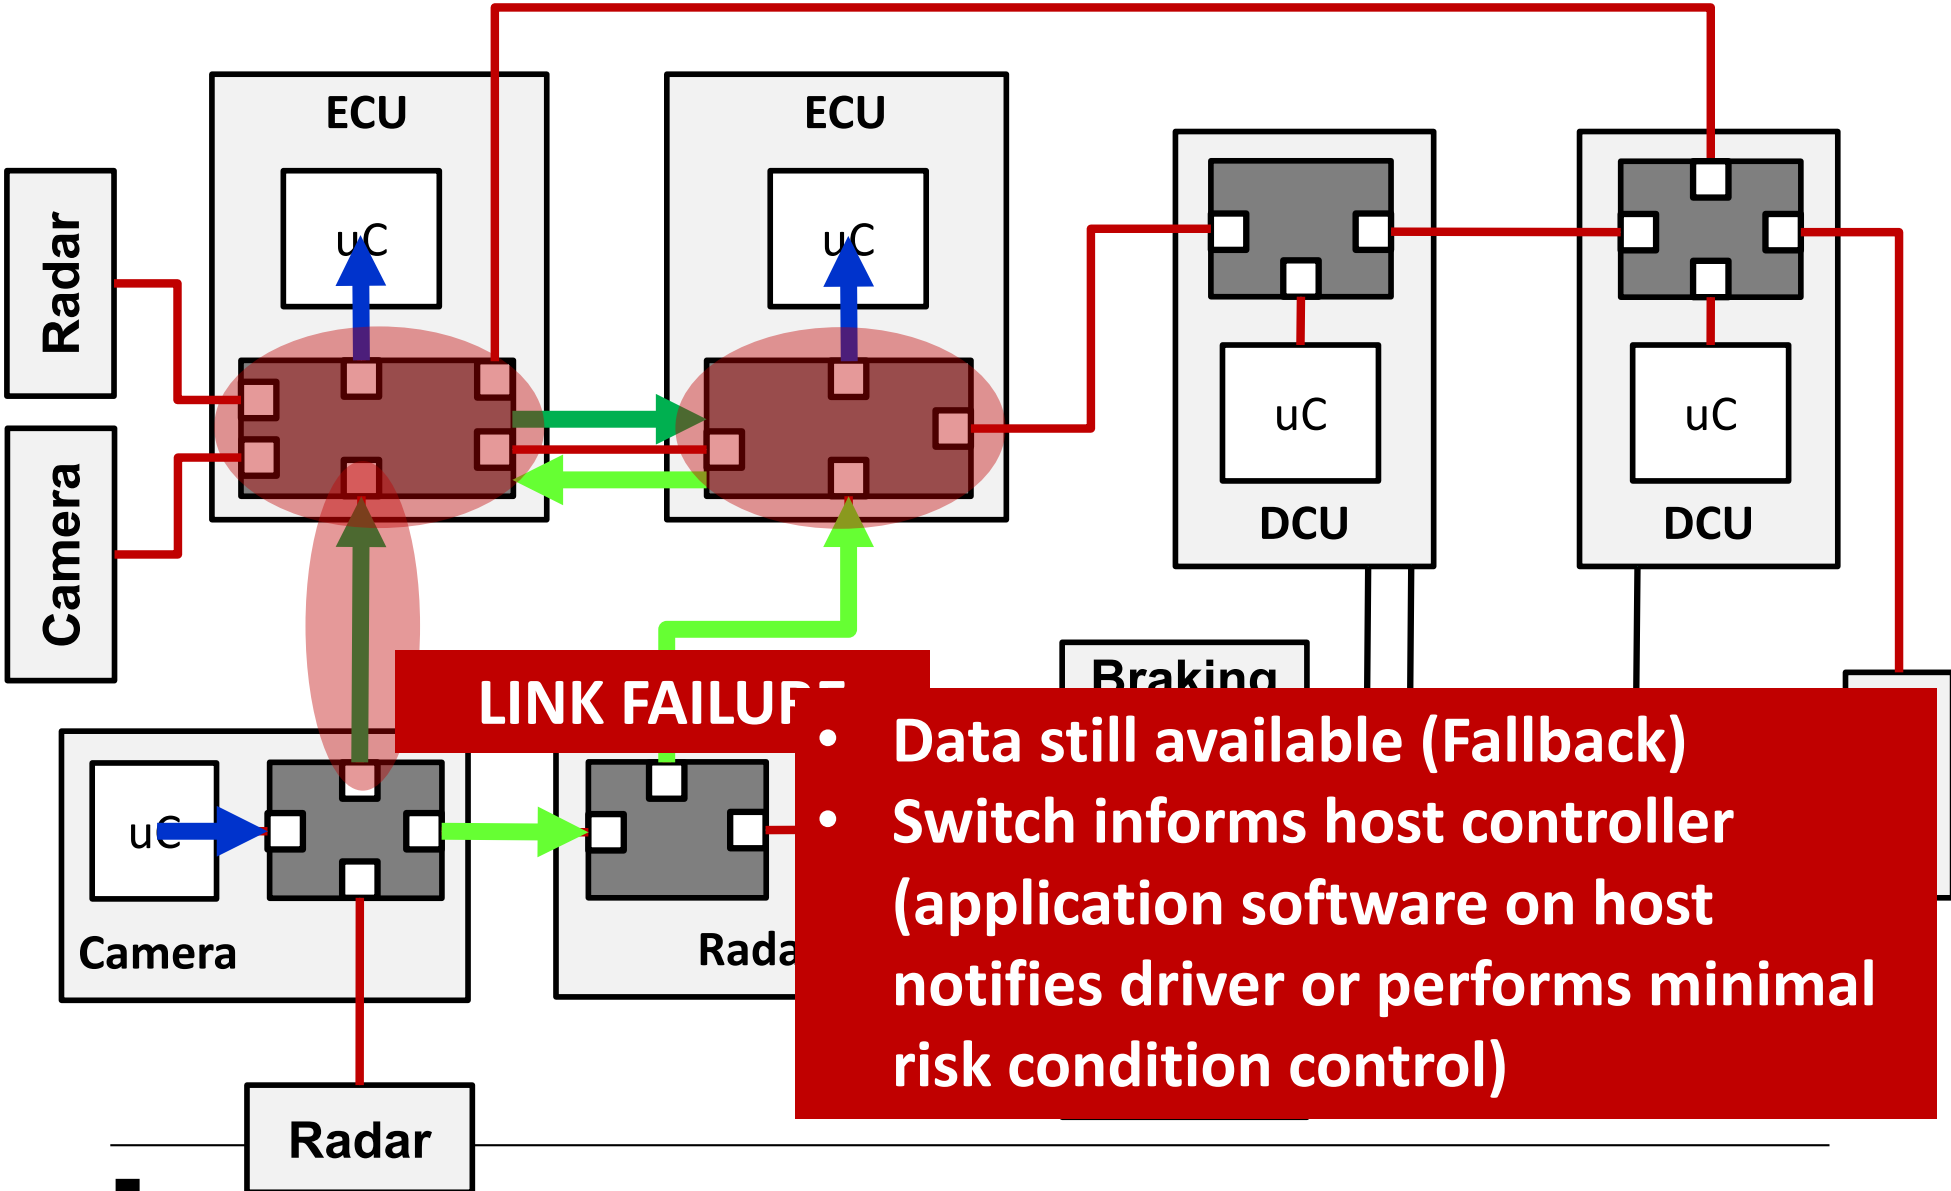 ECU
ECU
uC
uC
Radar
Camera
uC
uC
DCU
DCU
Braking
LINK FAILURE
• Data still available (Fallback)
• Switch informs host controller
(application software on host
notifies driver or performs minimal
risk condition control)
uC
Camera
Rada
Radar